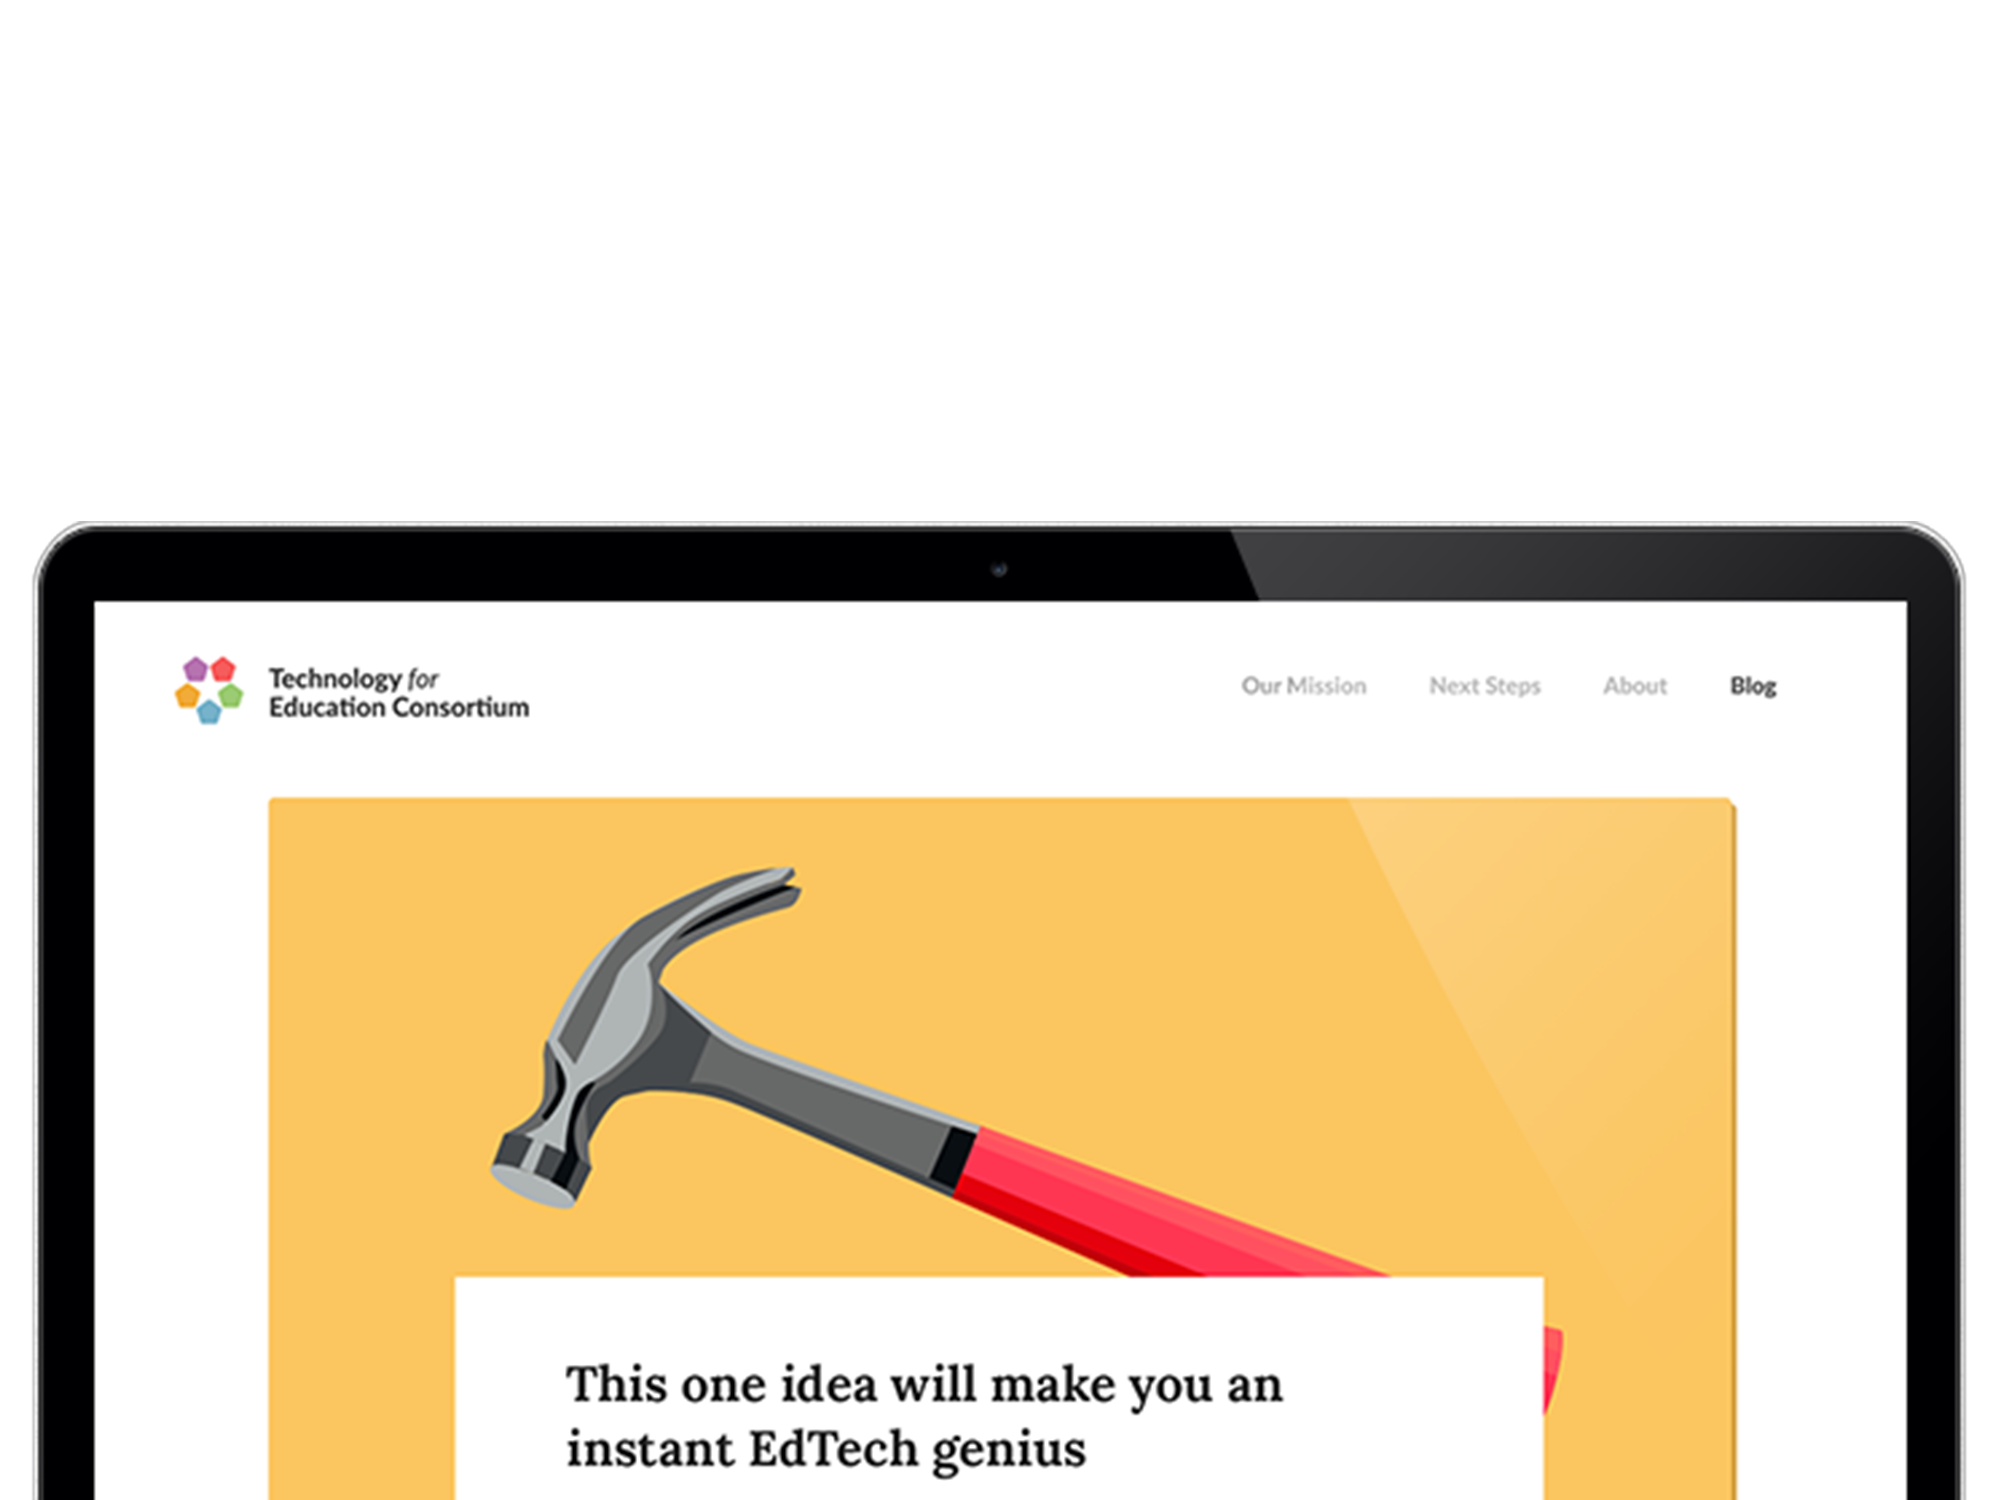 Technology for
Education Consortium
Our Mission Next Steps About Blog
This one idea will make you an
instant EdTech genius